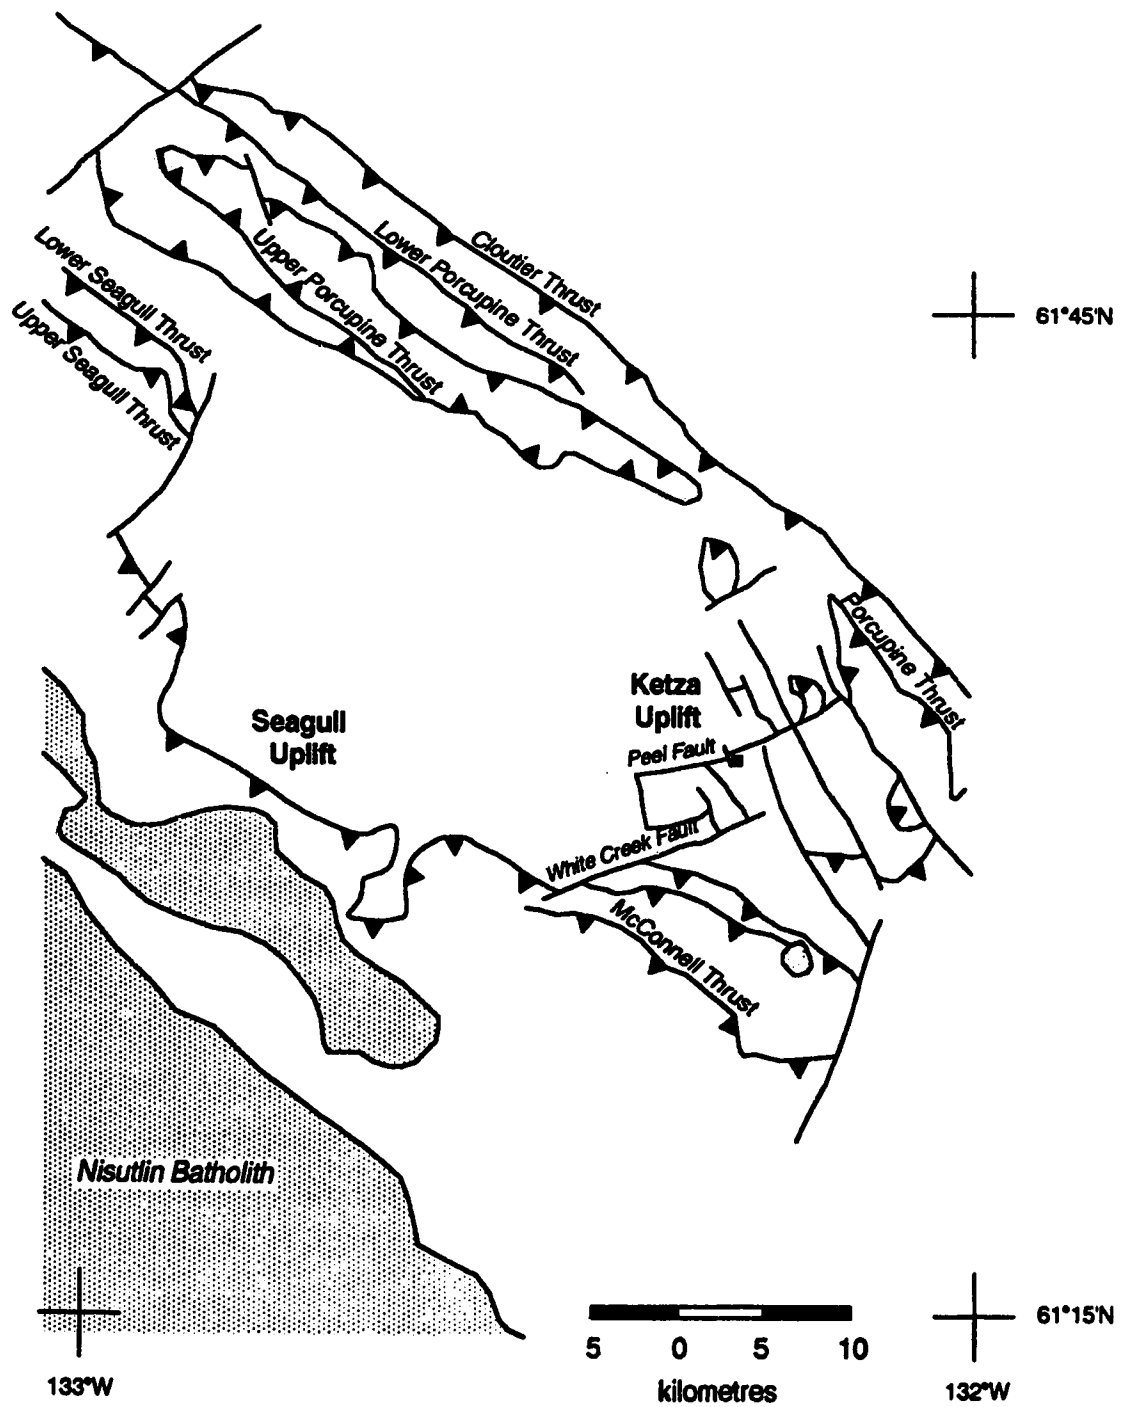 Cloutier Thrust
Lower Porcupine Thrust
Upper Porcupine Thrust
Lower Seagull Thrust
Upper Seagull Thrust
61°45'N
Porcupine Thrust
Ketza
Uplift
Seagull
Uplift
Peel Fault
White Creek Fault
McConnell Thrust
Nisutlin Batholith
61°15'N
5 0 5 10
kilometres
133°W
132°W